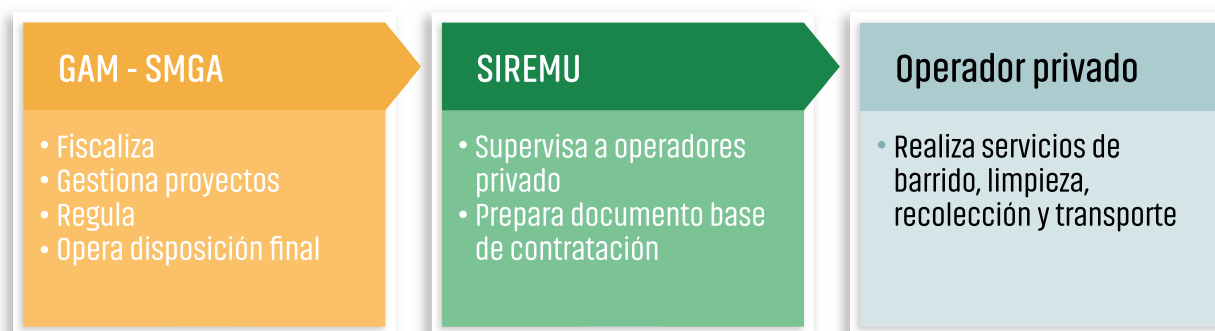 GAM - SMGA
• Fiscaliza
• Gestiona proyectos
• Regula
• Opera disposición final
SIREMU
• Supervisa a operadores
privado
• Prepara documento base
de contratación
Operador privado
• Realiza servicios de
barrido, limpieza,
recolección y transporte